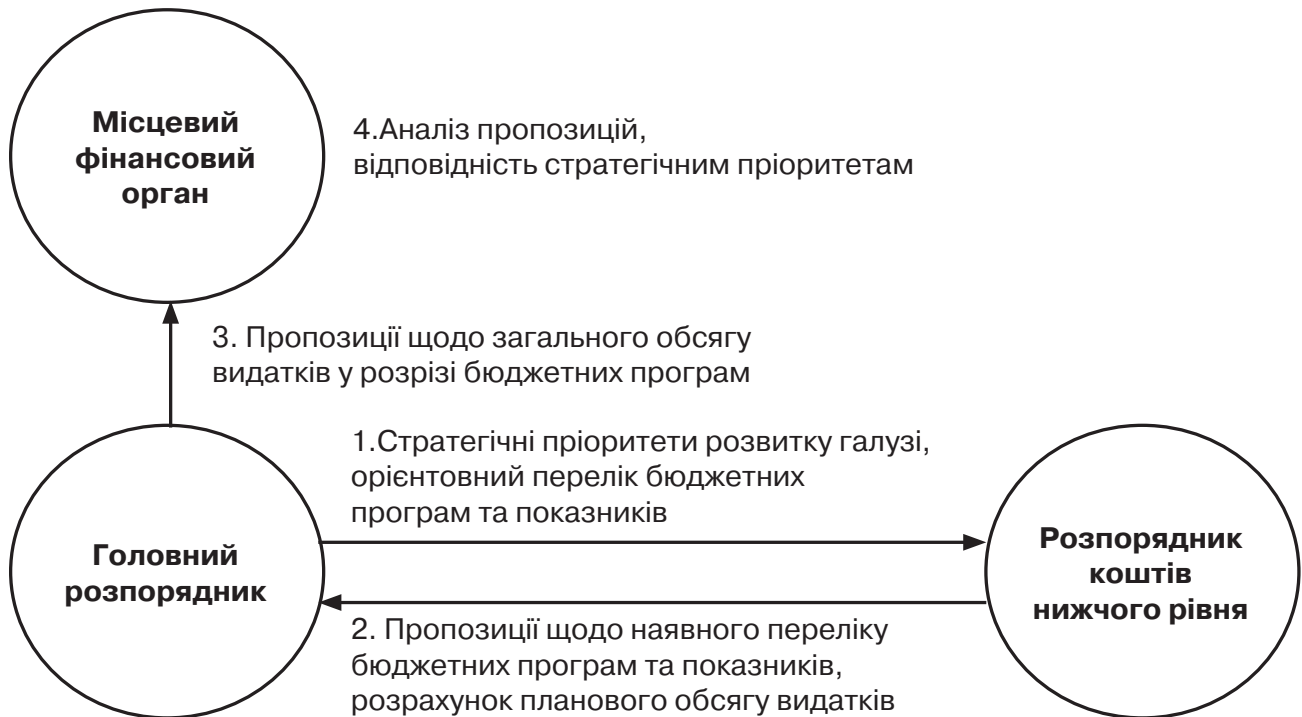 Місцевий
фінансовий
орган
4.Аналіз пропозицій,
відповідність стратегічним пріоритетам
3. Пропозиції щодо загального обсягу
видатків у розрізі бюджетних програм
Головний
розпорядник
1.Стратегічні пріоритети розвитку галузі,
орієнтовний перелік бюджетних
програм та показників
Розпорядник
коштів
нижчого рівня
2. Пропозиції щодо наявного переліку
бюджетних програм та показників,
розрахунок планового обсягу видатків